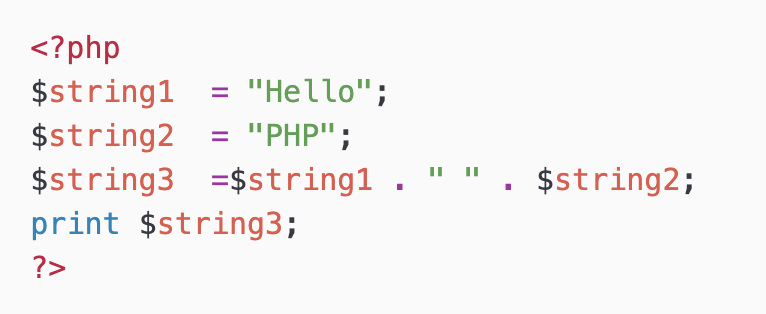 <?php
$string1  = "Hello";
$string2  = "PHP";
$string3  =$string1 . " " . $string2;
print $string3;
?>